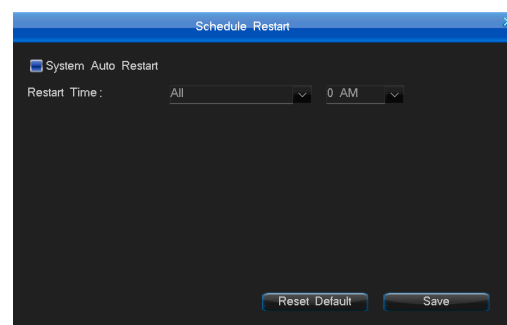 Schedule Restart
System Auto Restart
Restart Time: All 0 AM
Reset Default Save